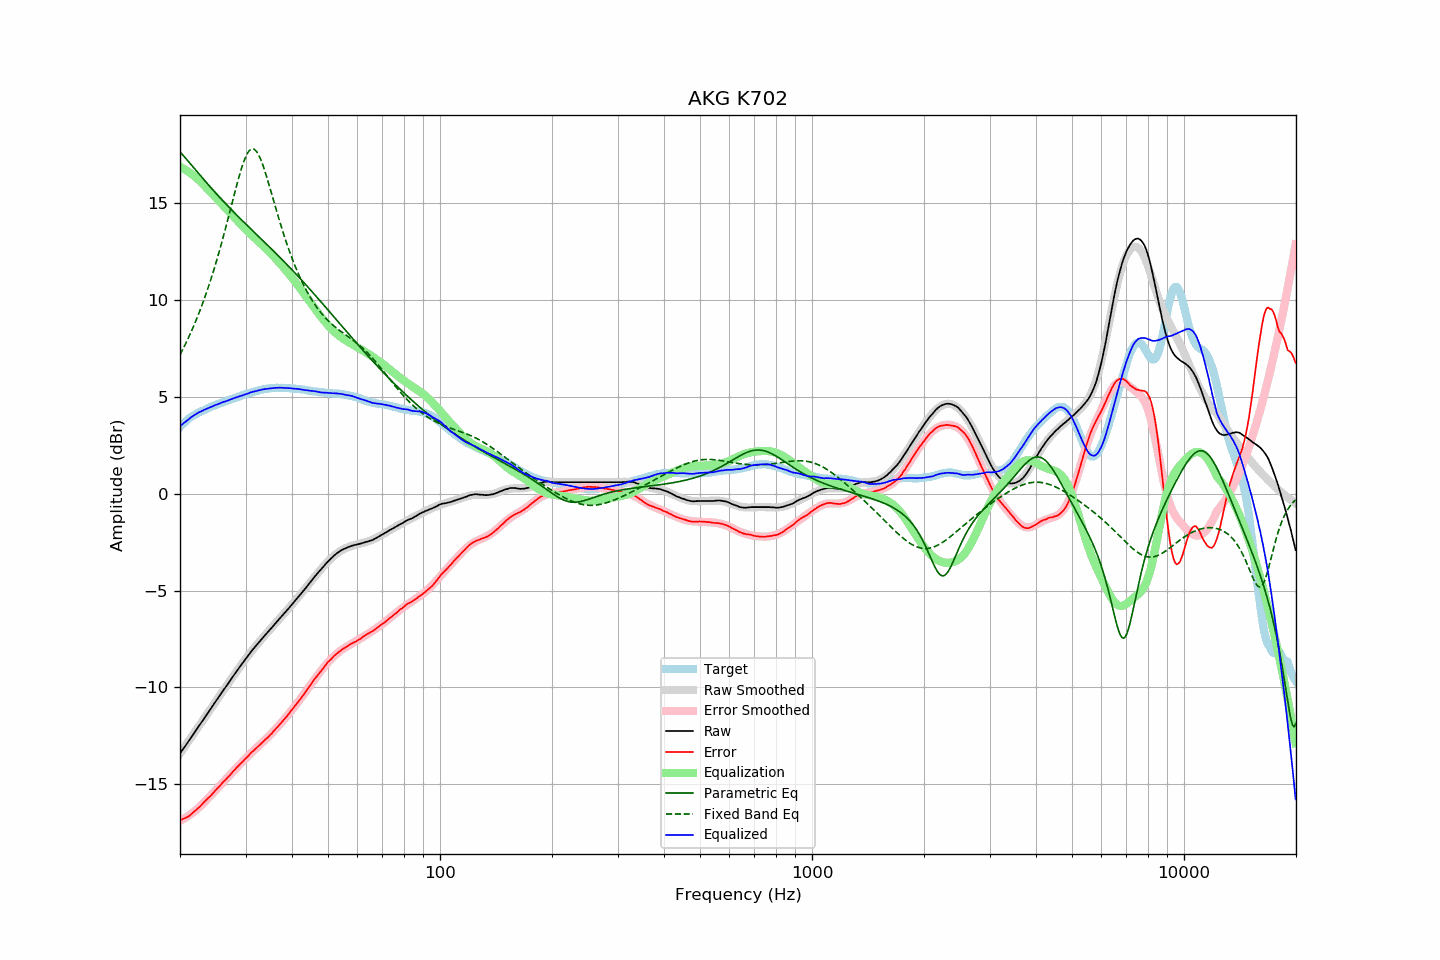 AKG K702
Amplitude (dBr)
15
10
5
0
−5
−10
−15
Target
Raw Smoothed
Error Smoothed
Raw
Error
Equalization
Parametric Eq
Fixed Band Eq
Equalized
100
1000
10000
Frequency (Hz)